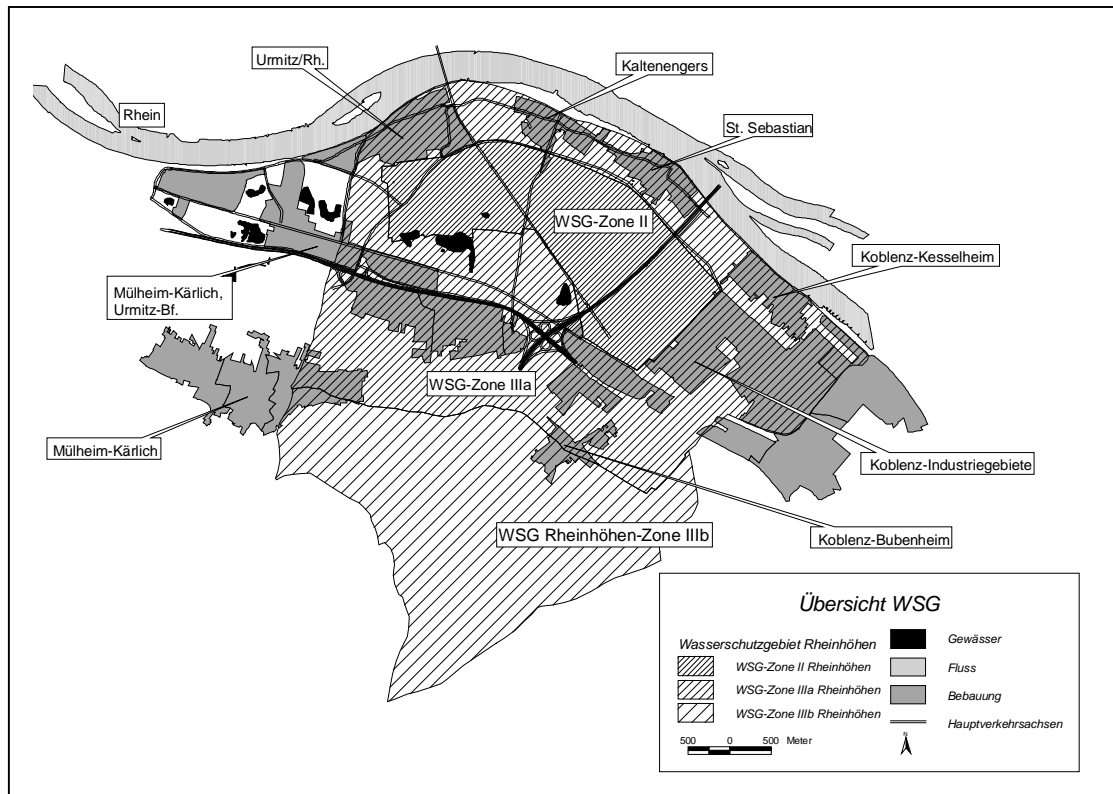 Urmitz/Rh.
Kaltenengers
Rhein
St. Sebastian
WSG-Zone II
Koblenz-Kesselheim
Mülheim-Kärlich,
Urmitz-Bf.
WSG-Zone IIIa
Mülheim-Kärlich
Koblenz-Industriegebiete
WSG Rheinhöhen-Zone IIIb
Koblenz-Bubenheim
Übersicht WSG
Wasserschutzgebiet Rheinhöhen
WSG-Zone II Rheinhöhen
WSG-Zone IIIa Rheinhöhen
WSG-Zone IIIb Rheinhöhen
500 0 500 Meter
Gewässer
Fluss
Bebauung
Hauptverkehrsachsen
N